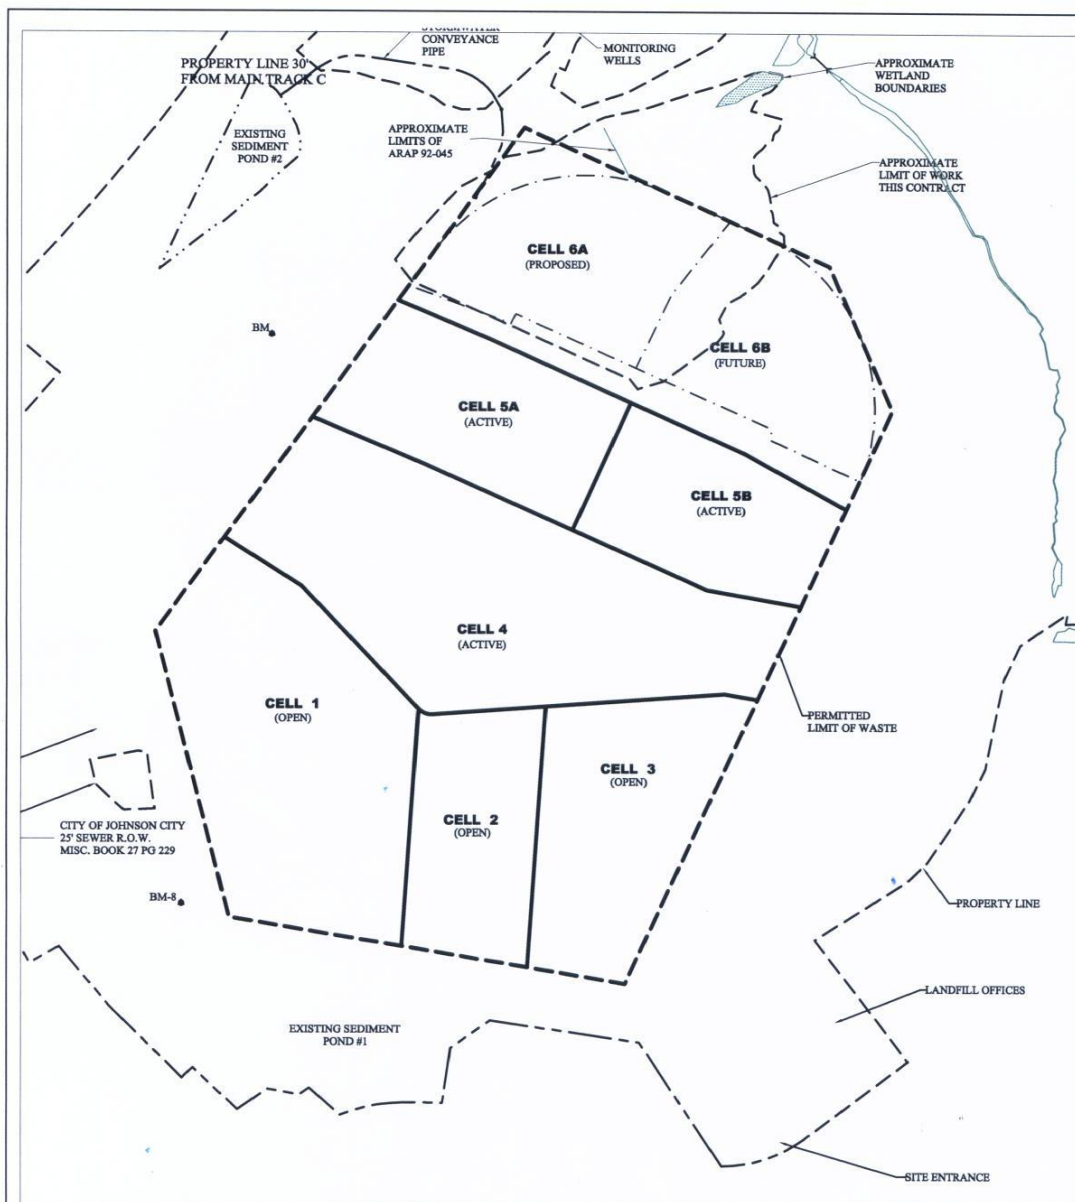 STORMWATER
CONVEYANCE
PIPE
MONITORING
WELLS
PROPERTY LINE 30'
FROM MAIN TRACK C
APPROXIMATE
WETLAND
BOUNDARIES
EXISTING
SEDIMENT
POND #2
APPROXIMATE
LIMITS OF
ARAP 92-045
APPROXIMATE
LIMIT OF WORK
THIS CONTRACT
CELL 6A
(PROPOSED)
BM
CELL 6B
(FUTURE)
CELL 5A
(ACTIVE)
CELL 5B
(ACTIVE)
CELL 4
(ACTIVE)
CELL 1
(OPEN)
PERMITTED
LIMIT OF WASTE
CELL 3
(OPEN)
CELL 2
(OPEN)
CITY OF JOHNSON CITY
25' SEWER R.O.W.
MISC. BOOK 27 PG 229
BM-8
PROPERTY LINE
LANDFILL OFFICES
EXISTING SEDIMENT
POND #1
SITE ENTRANCE